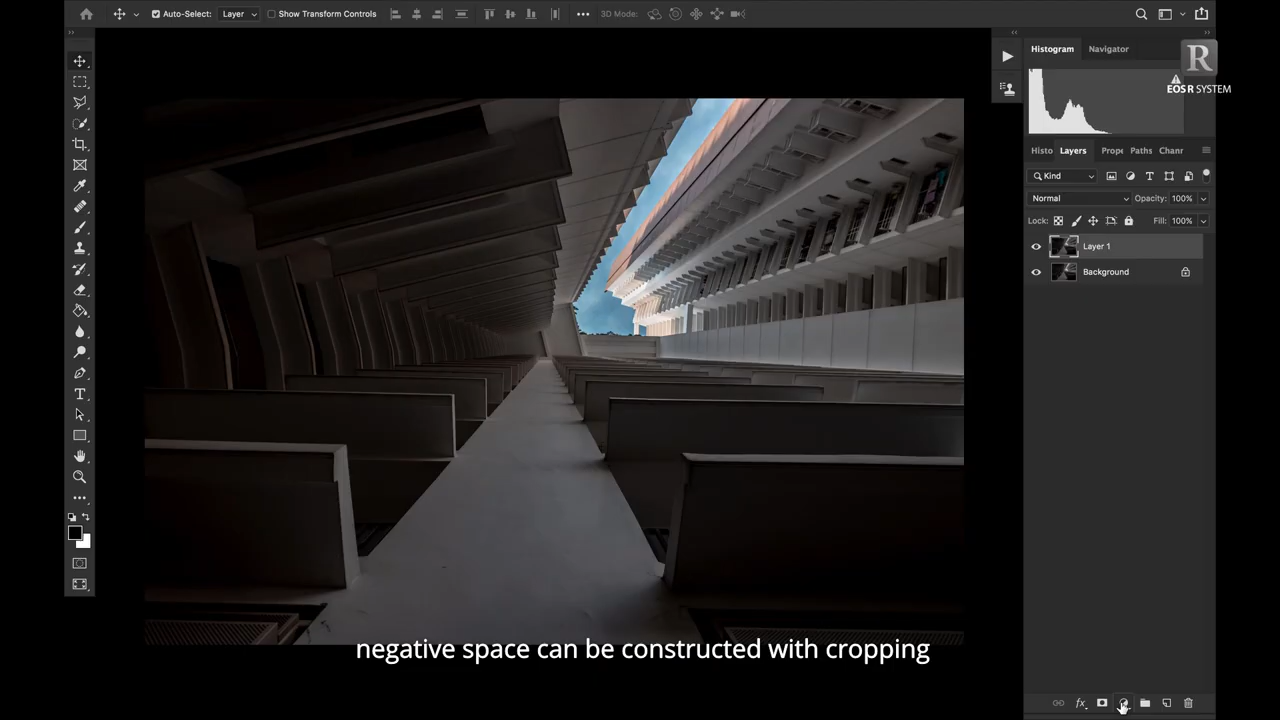 Auto-Select: Layer Show Transform Controls 3D Mode:
Histogram Navigator
R
EOS R SYSTEM
Histo Layers Prope Paths Chanr
Kind
Normal Opacity: 100%
Lock: Fill: 100%
Layer 1
Background
T
fx
negative space can be constructed with cropping